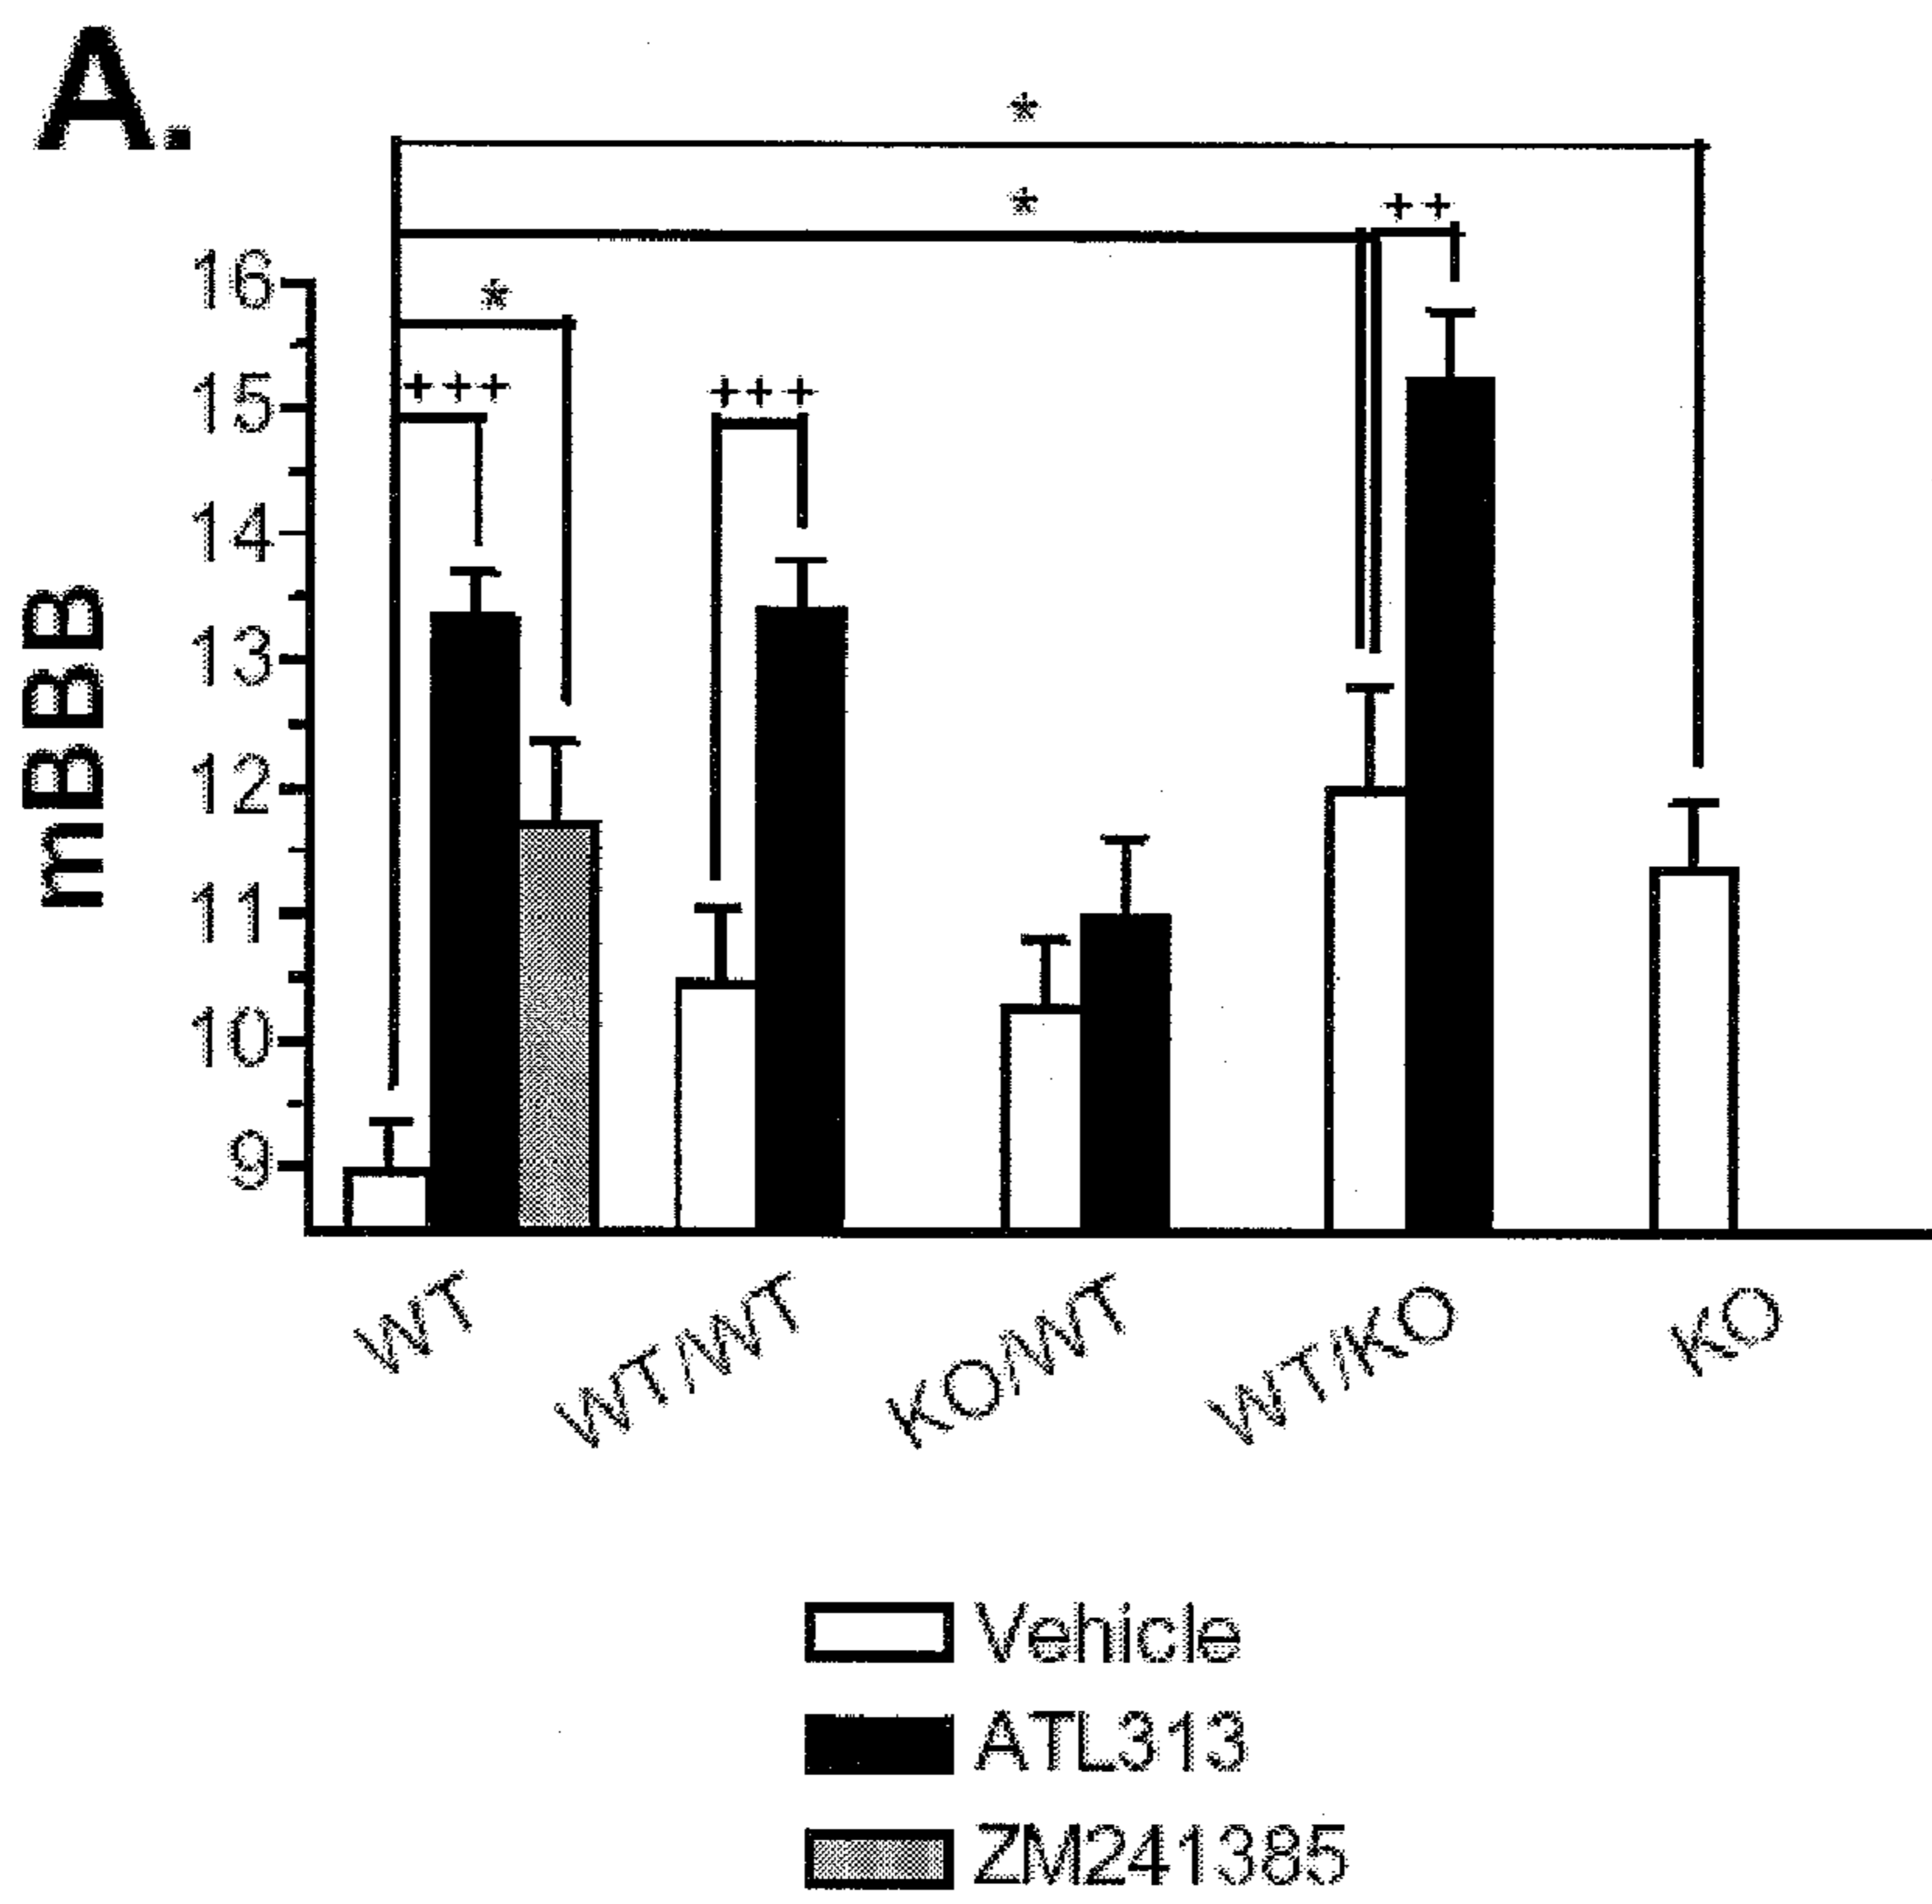 A.
*
*
++
16
*
15
+++
+++
14
mBBB
13
12
11
10
9
WT
WT/WT
KO/WT
WT/KO
KO
Vehicle
ATL313
ZM241385